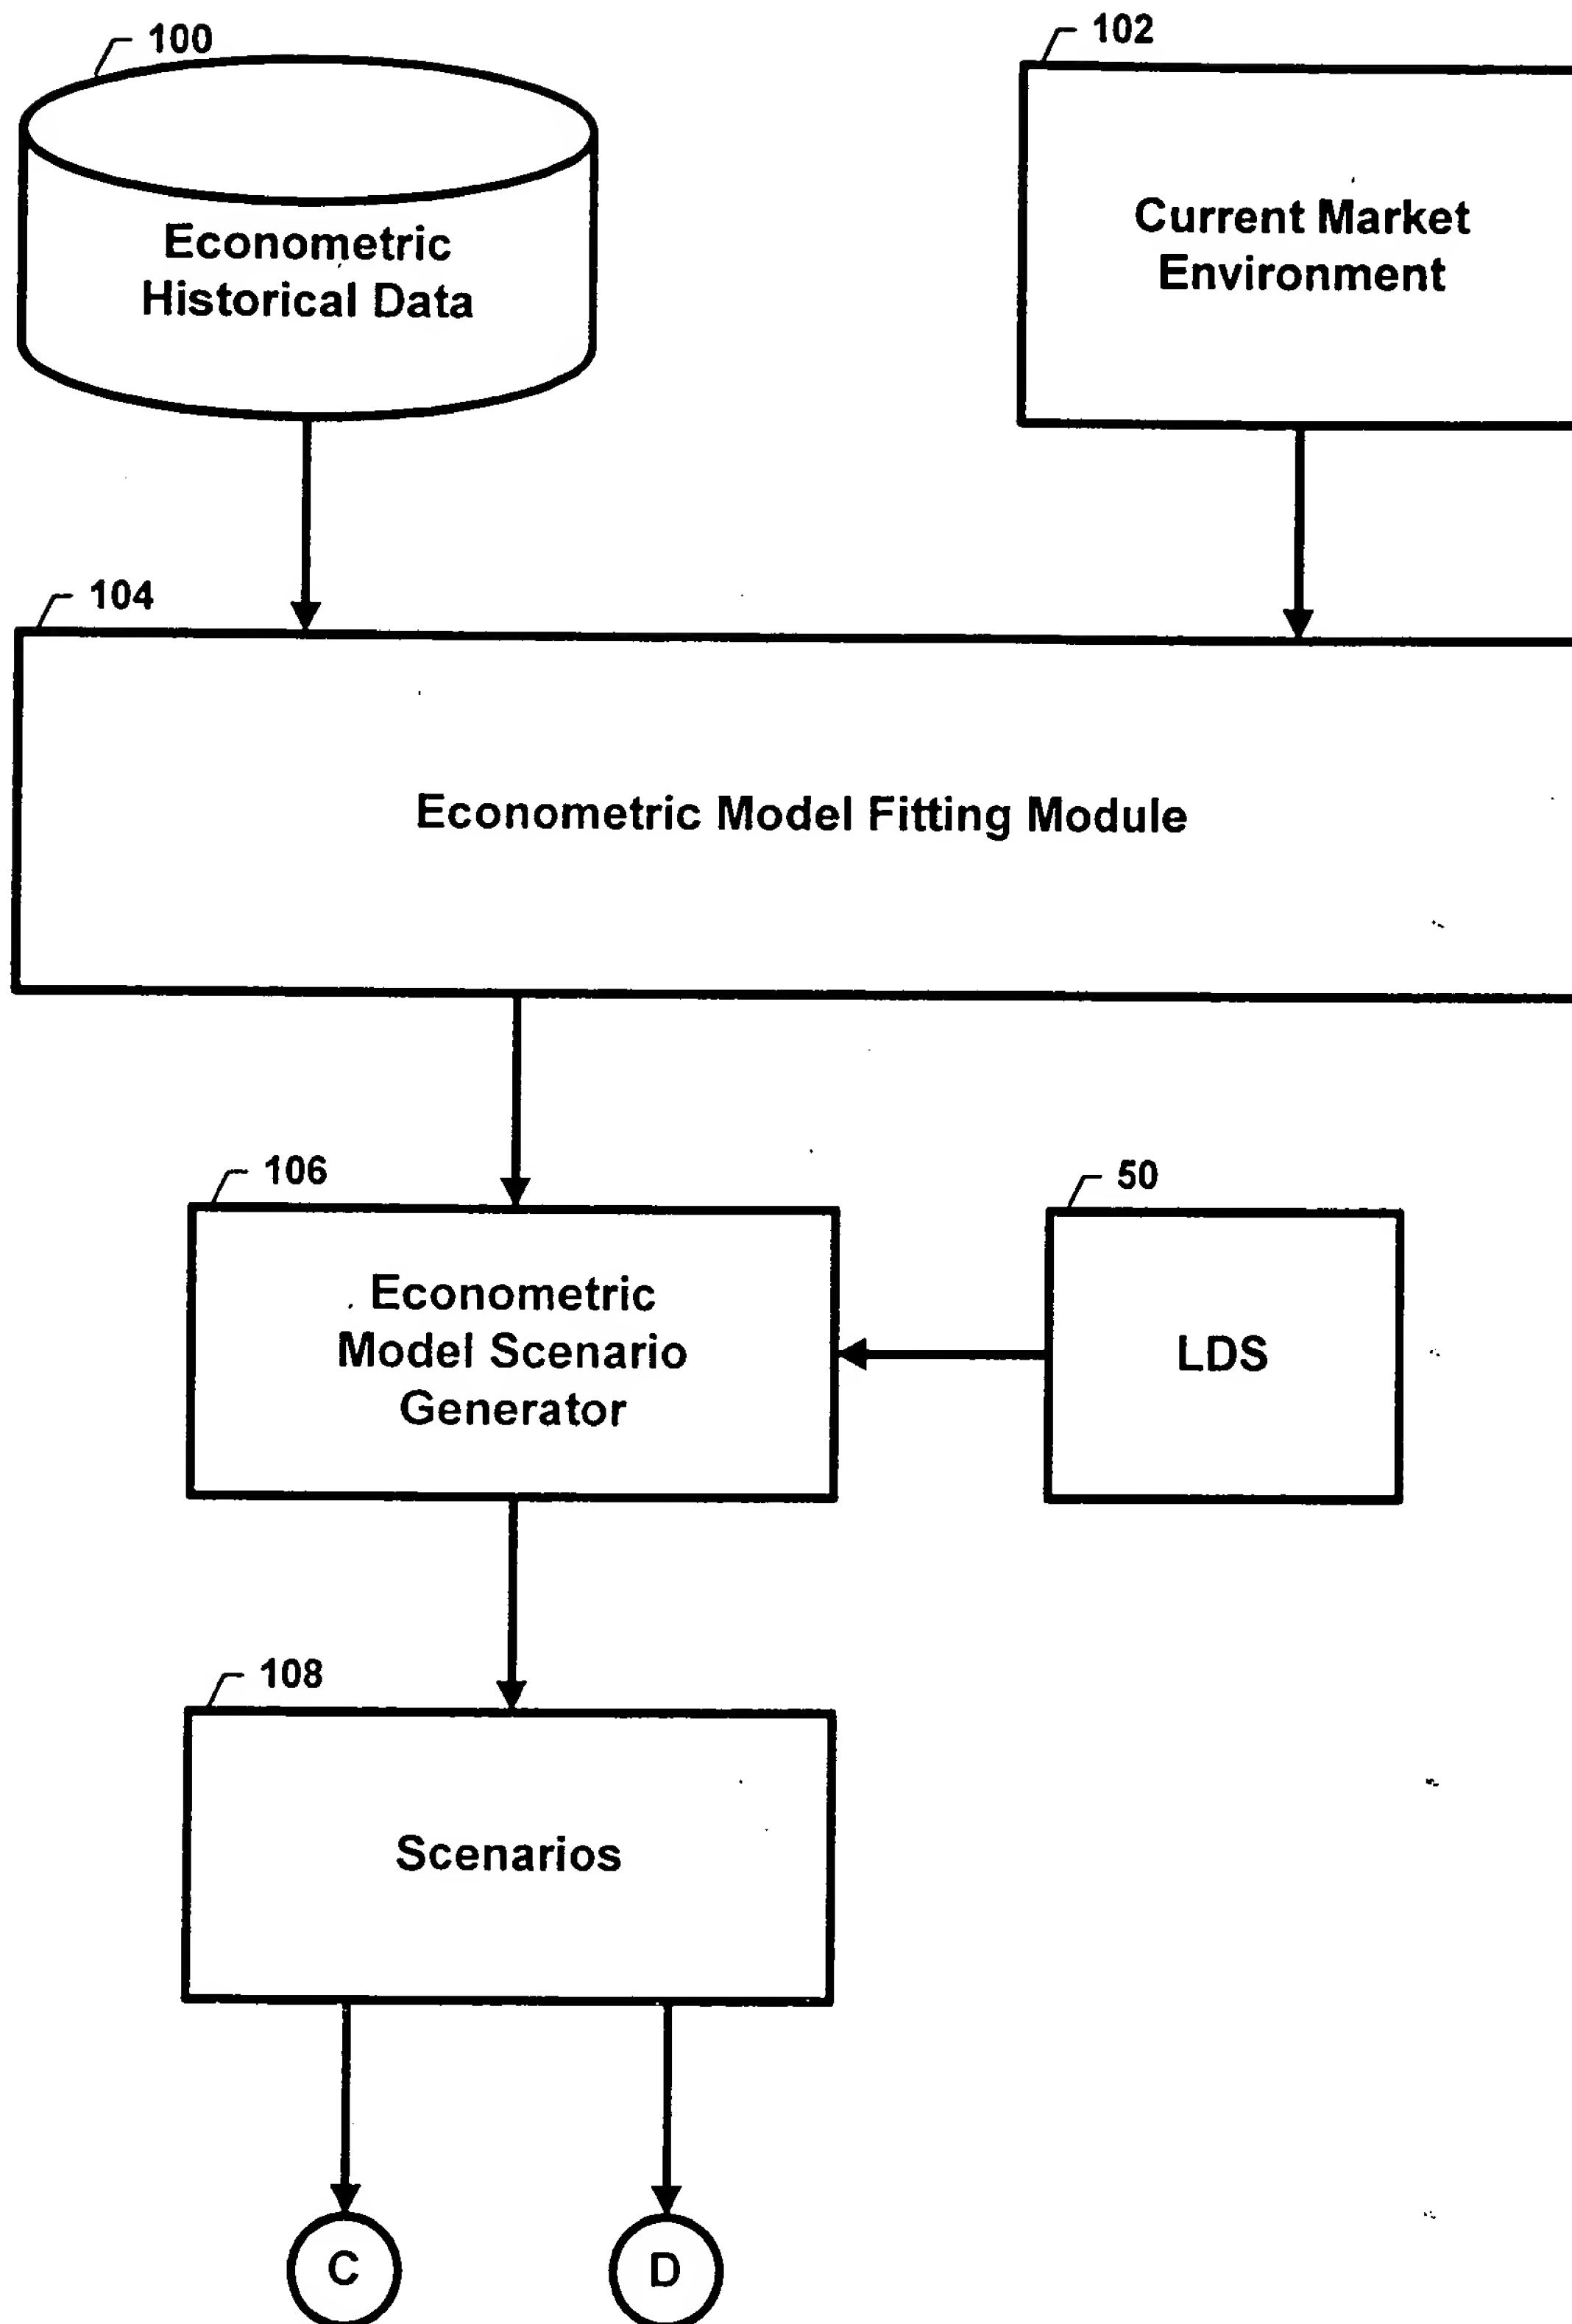 100
102
Econometric
Historical Data
Current Market
Environment
104
Econometric Model Fitting Module
106
50
Econometric
Model Scenario
Generator
LDS
108
Scenarios
C
D